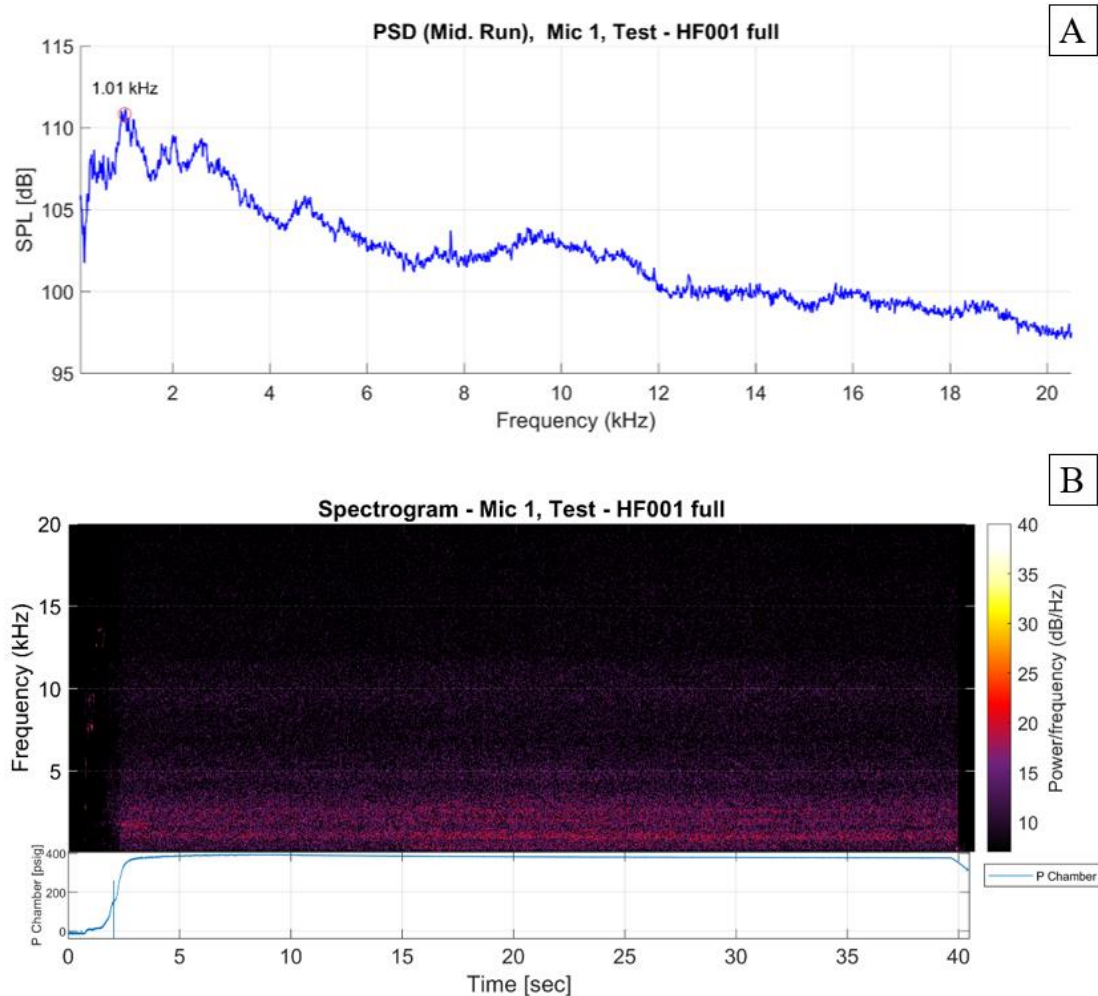 A
PSD (Mid. Run), Mic 1, Test - HF001 full
115
110
105
100
95
1.01 kHz
SPL [dB]
2 4 6 8 10 12 14 16 18 20
Frequency (kHz)
B
Spectrogram - Mic 1, Test - HF001 full
20
15
10
5
Frequency (kHz)
40
35
30
25
20
15
10
Power/frequency (dB/Hz)
400
200
0
P Chamber [psig]
P Chamber
0 5 10 15 20 25 30 35 40
Time [sec]